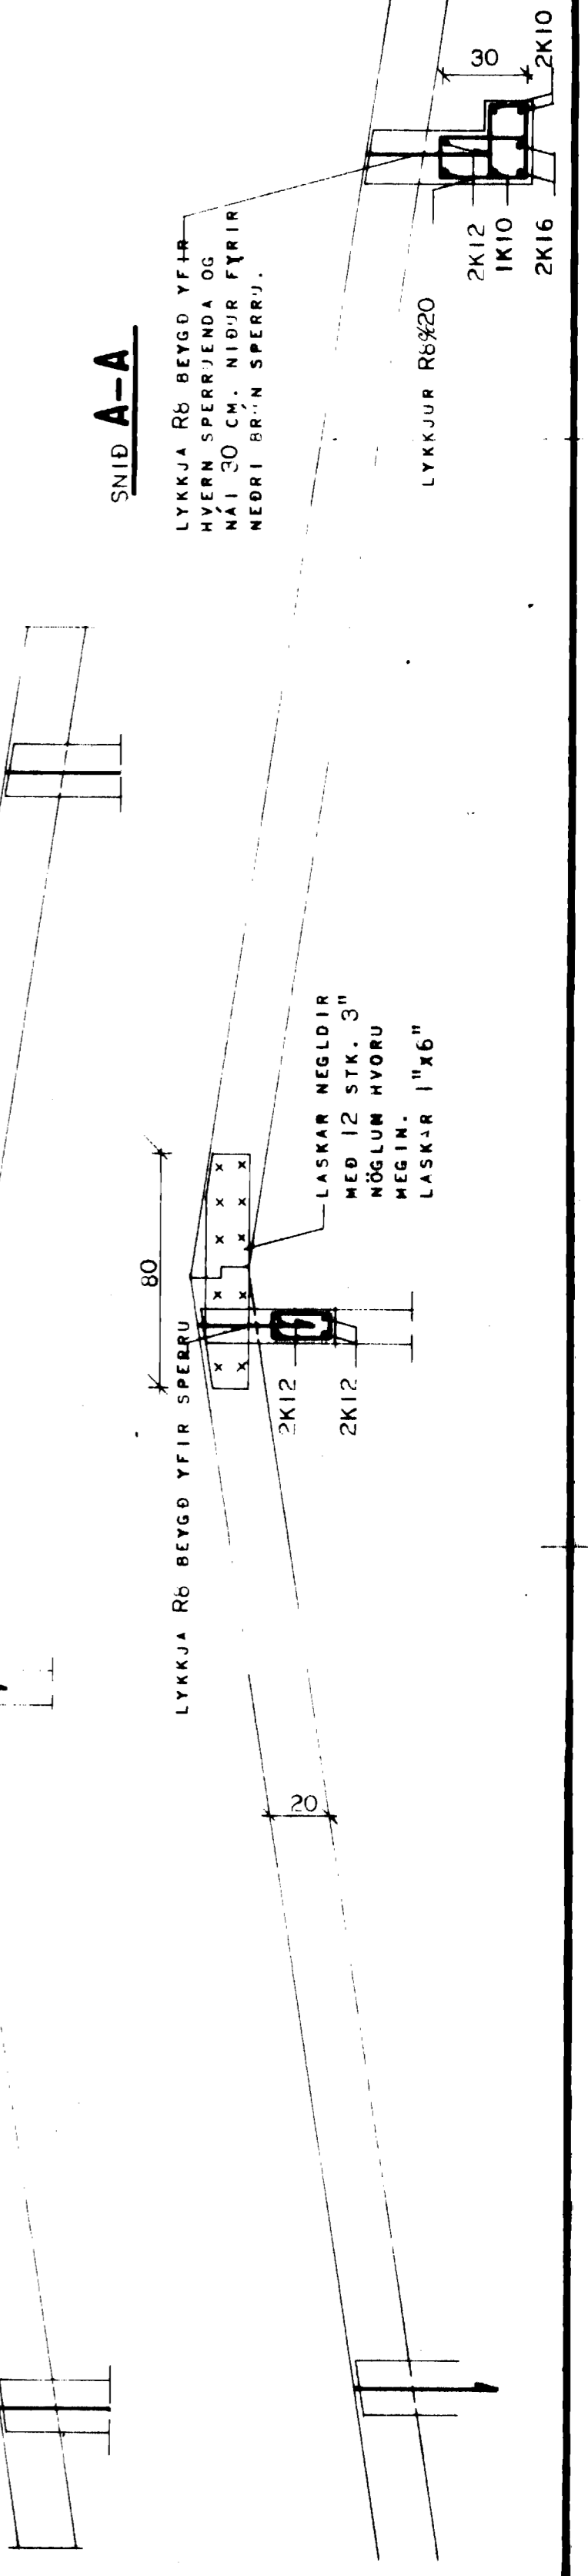 SNIÐ A-A
LYKKJA R8 BEYGÐ YFIR
HVERN SPERRUENDA OG
NÁI 30 CM. NIÐUR FYRIR
NEÐRI BRÚN SPERRU.
30
2K10
2K12
1K10
2K16
LYKKJUR R8%20
80
LYKKJA R8 BEYGÐ YFIR SPERRU
LASKAR NEGLDIR
MEÐ 12 STK. 3"
NÖGLUM HVORU
MEGIN.
LASKAR 1"x6"
2K12
2K12
20